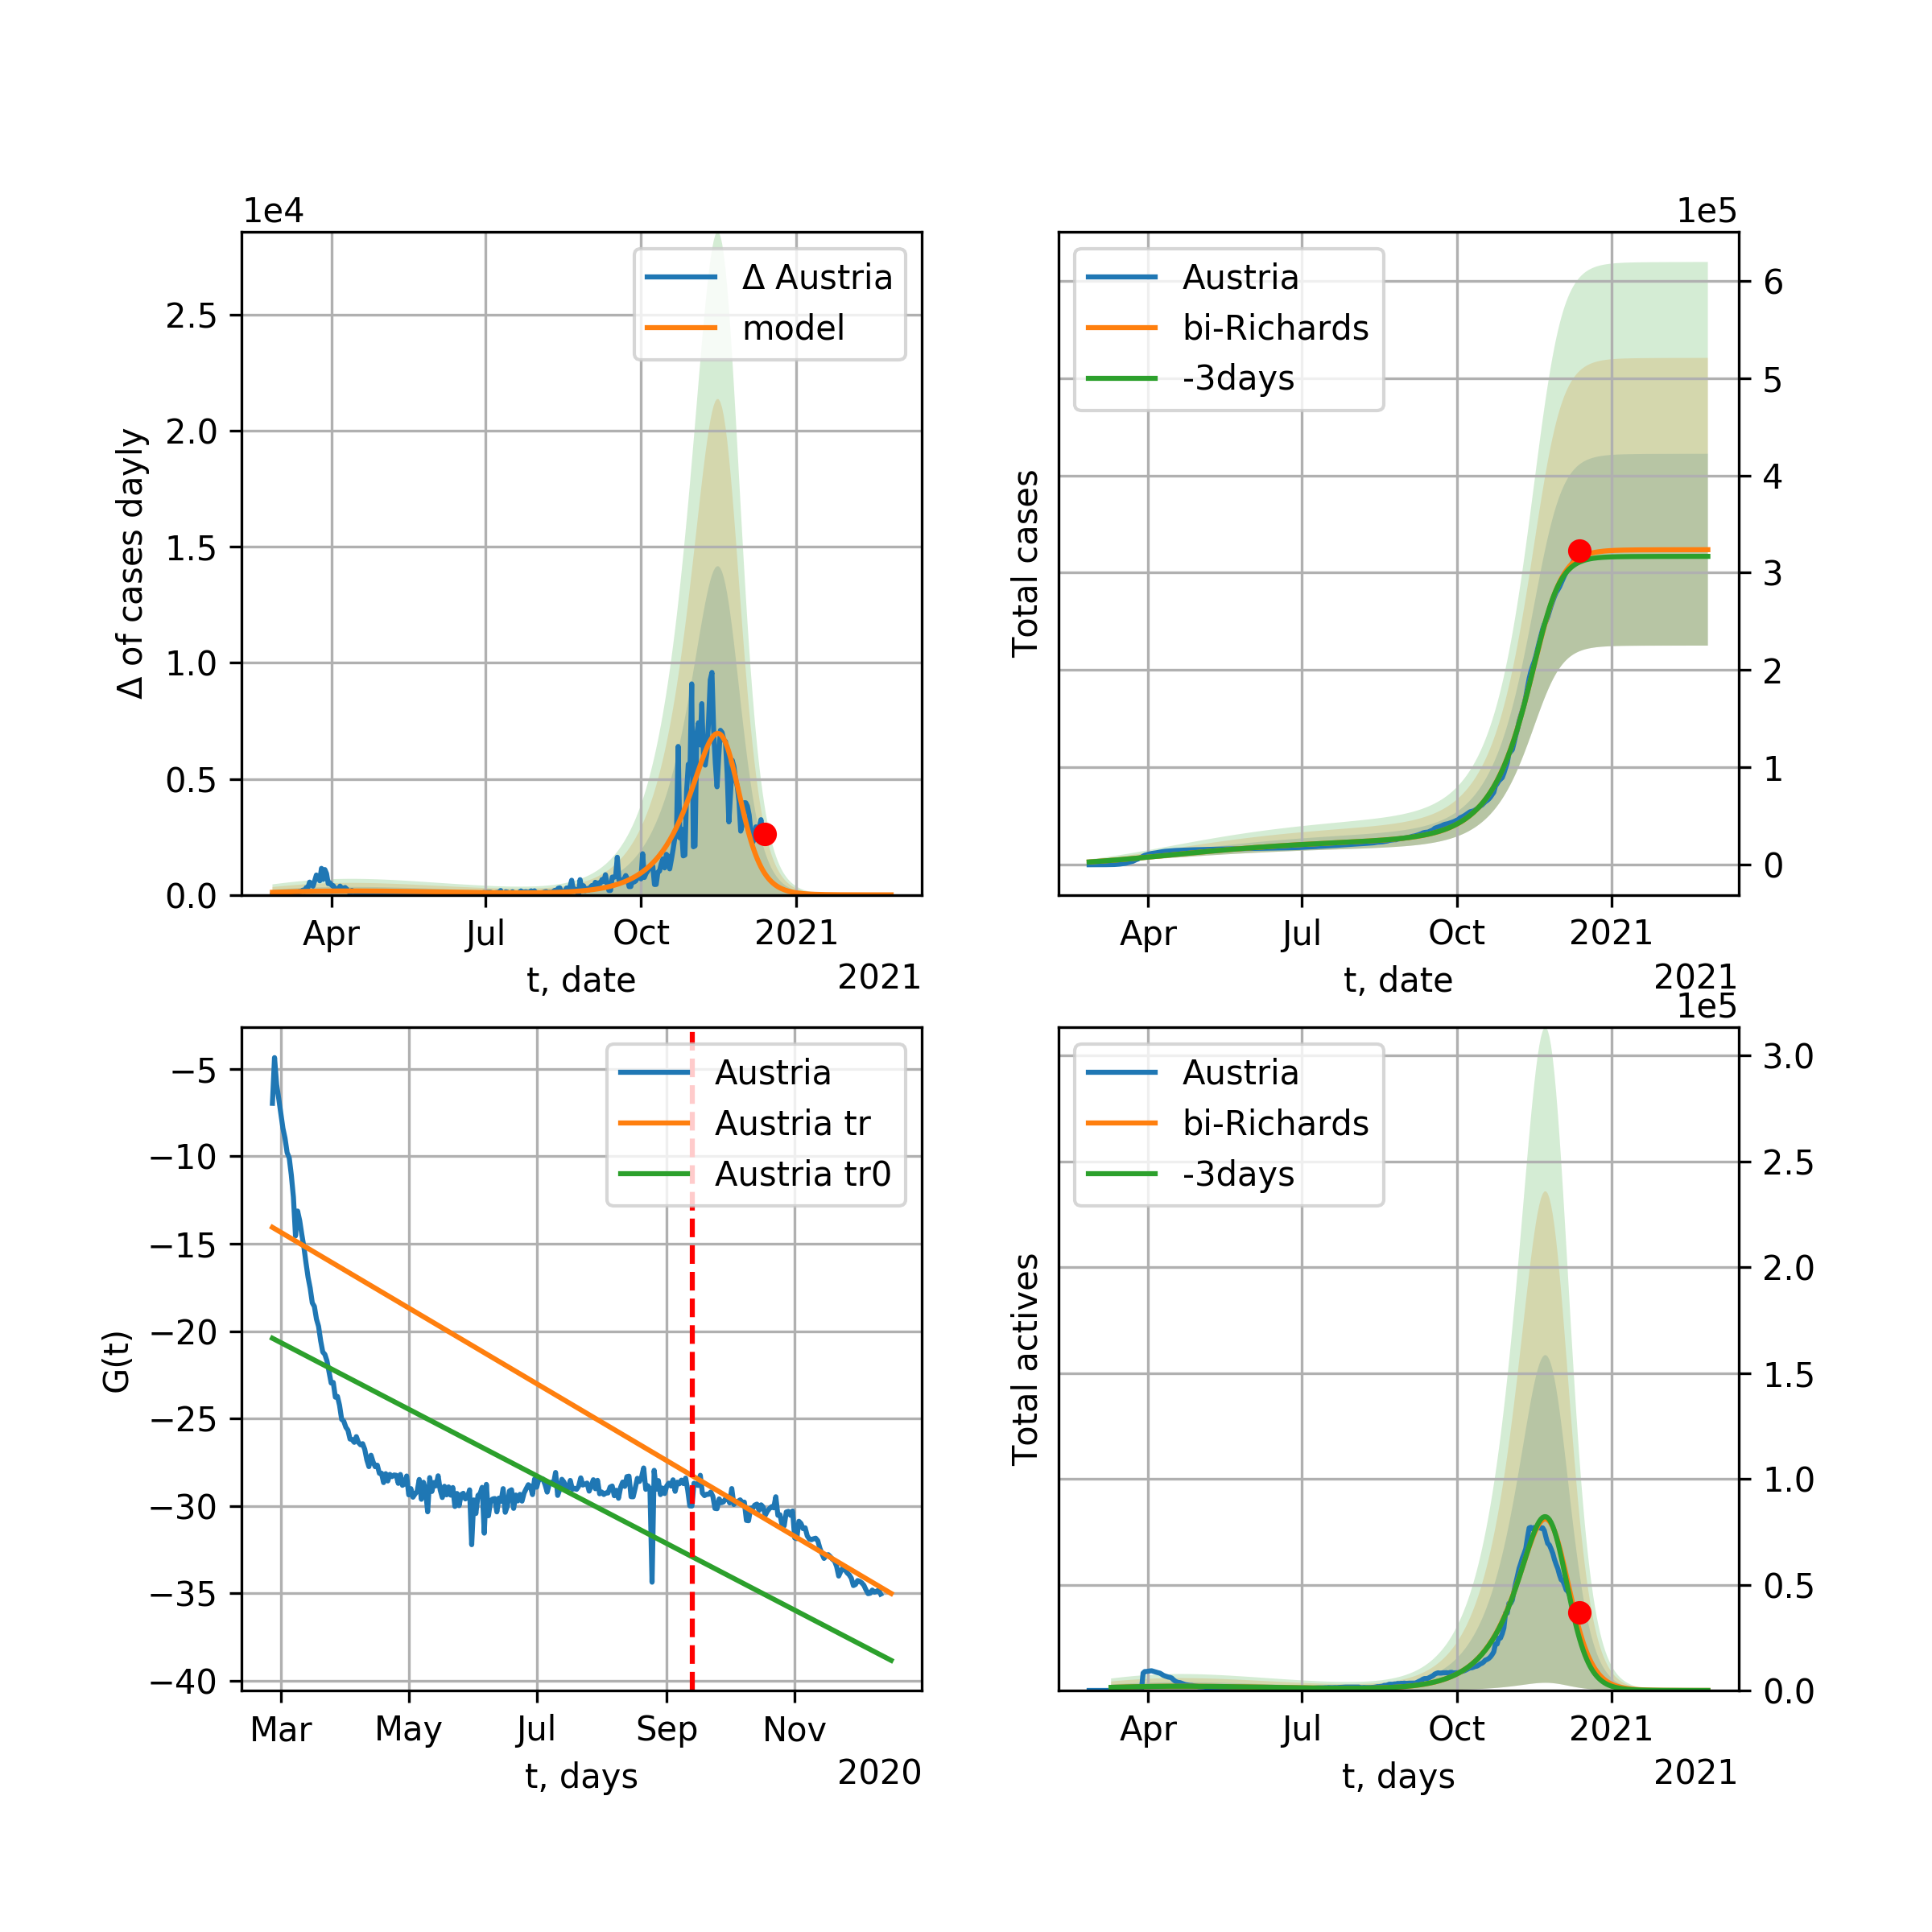 1e4
Δ of cases dayly
2.5
2.0
1.5
1.0
0.5
0.0
Δ Austria
model
Apr Jul Oct 2021
t, date
2021
1e5
Total cases
Austria
bi-Richards
-3days
6
5
4
3
2
1
0
Apr Jul Oct 2021
t, date
2021
G(t)
−5
−10
−15
−20
−25
−30
−35
−40
Austria
Austria tr
Austria tr0
Mar May Jul Sep Nov
t, days
2020
1e5
Total actives
Austria
bi-Richards
-3days
3.0
2.5
2.0
1.5
1.0
0.5
0.0
Apr Jul Oct 2021
t, days
2021